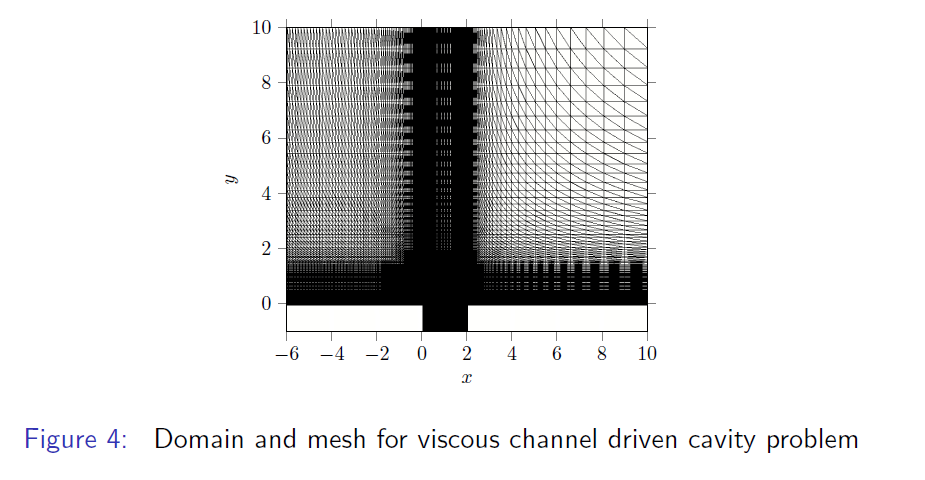 10
8
6
4
2
0
y
−6 −4 −2 0 2 4 6 8 10
x
Figure 4: Domain and mesh for viscous channel driven cavity problem